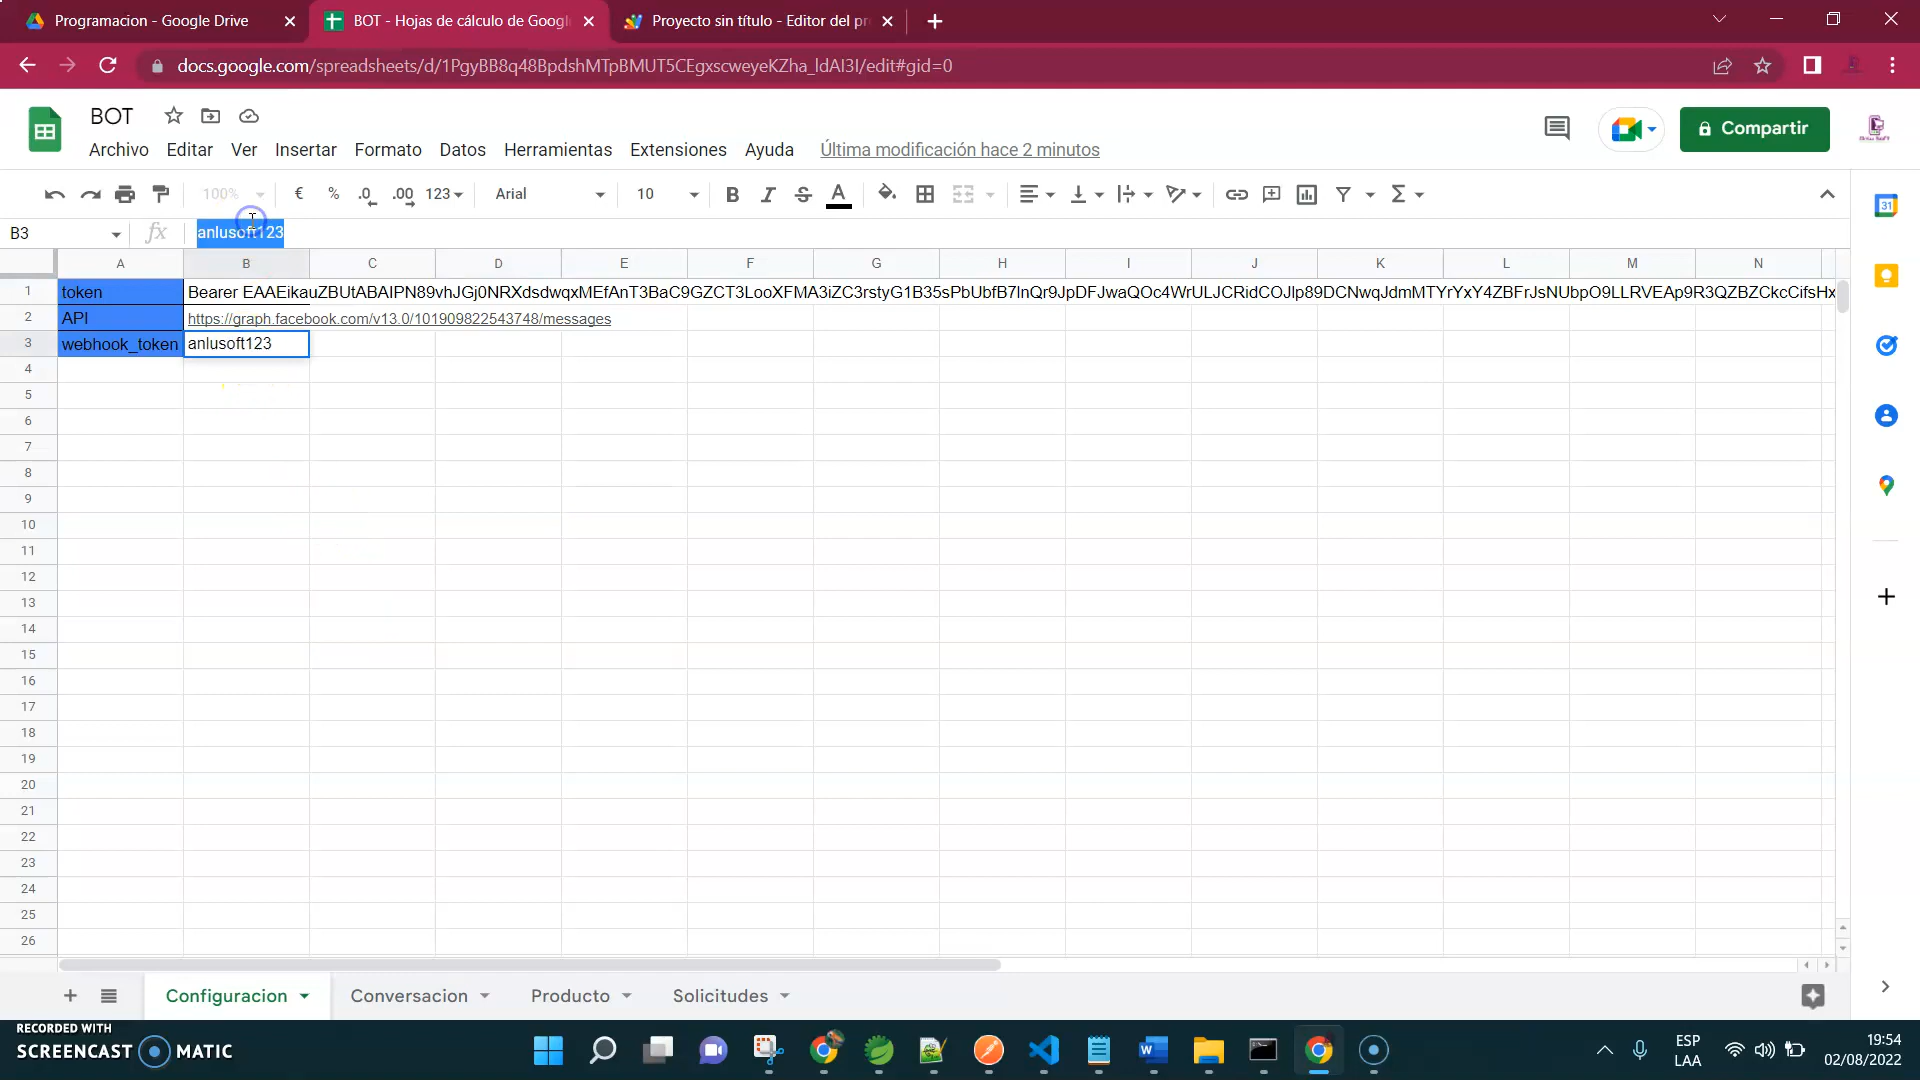 Programacion - Google Drive
BOT - Hojas de cálculo de Googl
Proyecto sin título - Editor del pr
docs.google.com/spreadsheets/d/1PgyBB8q48BpdshMTpBMUT5CEgxscweyeKZha_ldAI3I/edit#gid=0
BOT
Archivo Editar Ver Insertar Formato Datos Herramientas Extensiones Ayuda Última modificación hace 2 minutos
Compartir
100% € % .0 .00 123 Arial 10 B I S A
B3 fx anlusoft123
A B C D E F G H I J K L M N
1 token Bearer EAAEikauZBUtABAIPN89vhJGj0NRXdsdwqxMEfAnT3BaC9GZCT3LooXFMA3iZC3rstyG1B35sPbUbfB7lnQr9JpDFJwaQOc4WrULJCRidCOJlp89DCNwqJdmMTYrYxY4ZBFrJsNUbpO9LLRVEAp9R3QZBZCkcCifsHx
2 API https://graph.facebook.com/v13.0/101909822543748/messages
3 webhook_token anlusoft123
4
5
6
7
8
9
10
11
12
13
14
15
16
17
18
19
20
21
22
23
24
25
26
31
Configuracion Conversacion Producto Solicitudes
RECORDED WITH
SCREENCAST MATIC
ESP
LAA
19:54
02/08/2022